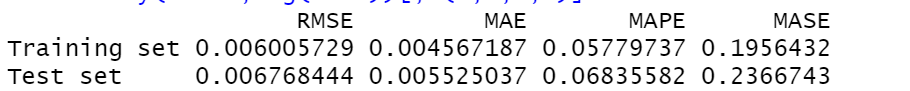 RMSE MAE MAPE MASE
Training set 0.006005729 0.004567187 0.05779737 0.1956432
Test set 0.006768444 0.005525037 0.06835582 0.2366743